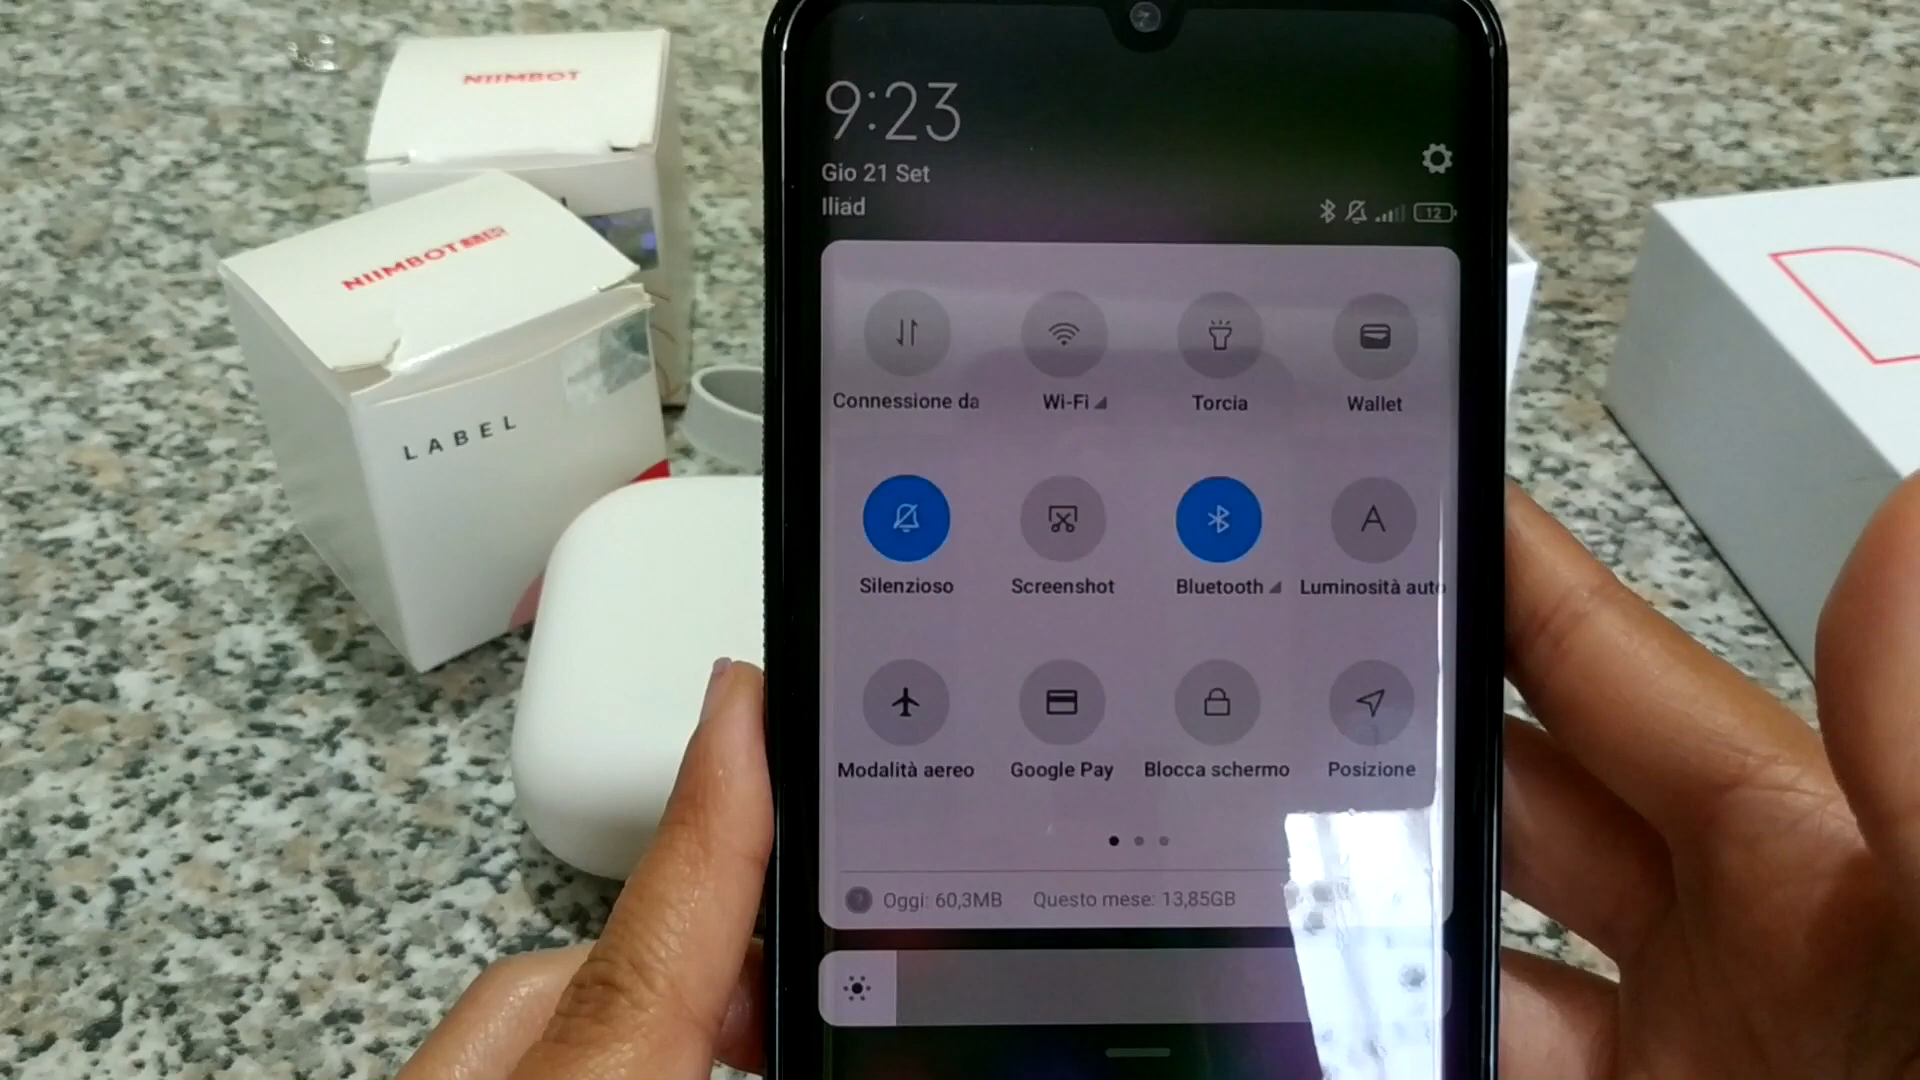 NIIMBOT
NIIMBOT
LABEL
9:23
Gio 21 Set
Iliad
12
Connessione da
Wi-Fi
Torcia
Wallet
Silenzioso
Screenshot
Bluetooth
Luminosità auto
Modalità aereo
Google Pay
Blocca schermo
Posizione
Oggi: 60,3MB
Questo mese: 13,85GB